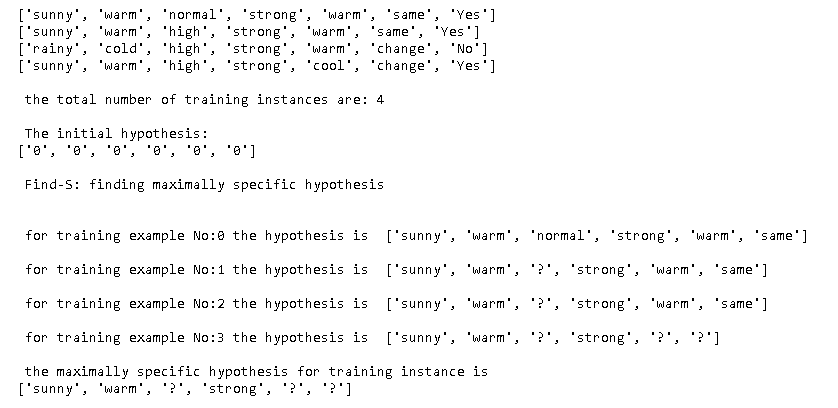 ['sunny', 'warm', 'normal', 'strong', 'warm', 'same', 'Yes']
['sunny', 'warm', 'high', 'strong', 'warm', 'same', 'Yes']
['rainy', 'cold', 'high', 'strong', 'warm', 'change', 'No']
['sunny', 'warm', 'high', 'strong', 'cool', 'change', 'Yes']
the total number of training instances are: 4
The initial hypothesis:
['0', '0', '0', '0', '0', '0']
Find-S: finding maximally specific hypothesis
for training example No:0 the hypothesis is  ['sunny', 'warm', 'normal', 'strong', 'warm', 'same']
for training example No:1 the hypothesis is  ['sunny', 'warm', '?', 'strong', 'warm', 'same']
for training example No:2 the hypothesis is  ['sunny', 'warm', '?', 'strong', 'warm', 'same']
for training example No:3 the hypothesis is  ['sunny', 'warm', '?', 'strong', '?', '?']
the maximally specific hypothesis for training instance is
['sunny', 'warm', '?', 'strong', '?', '?']